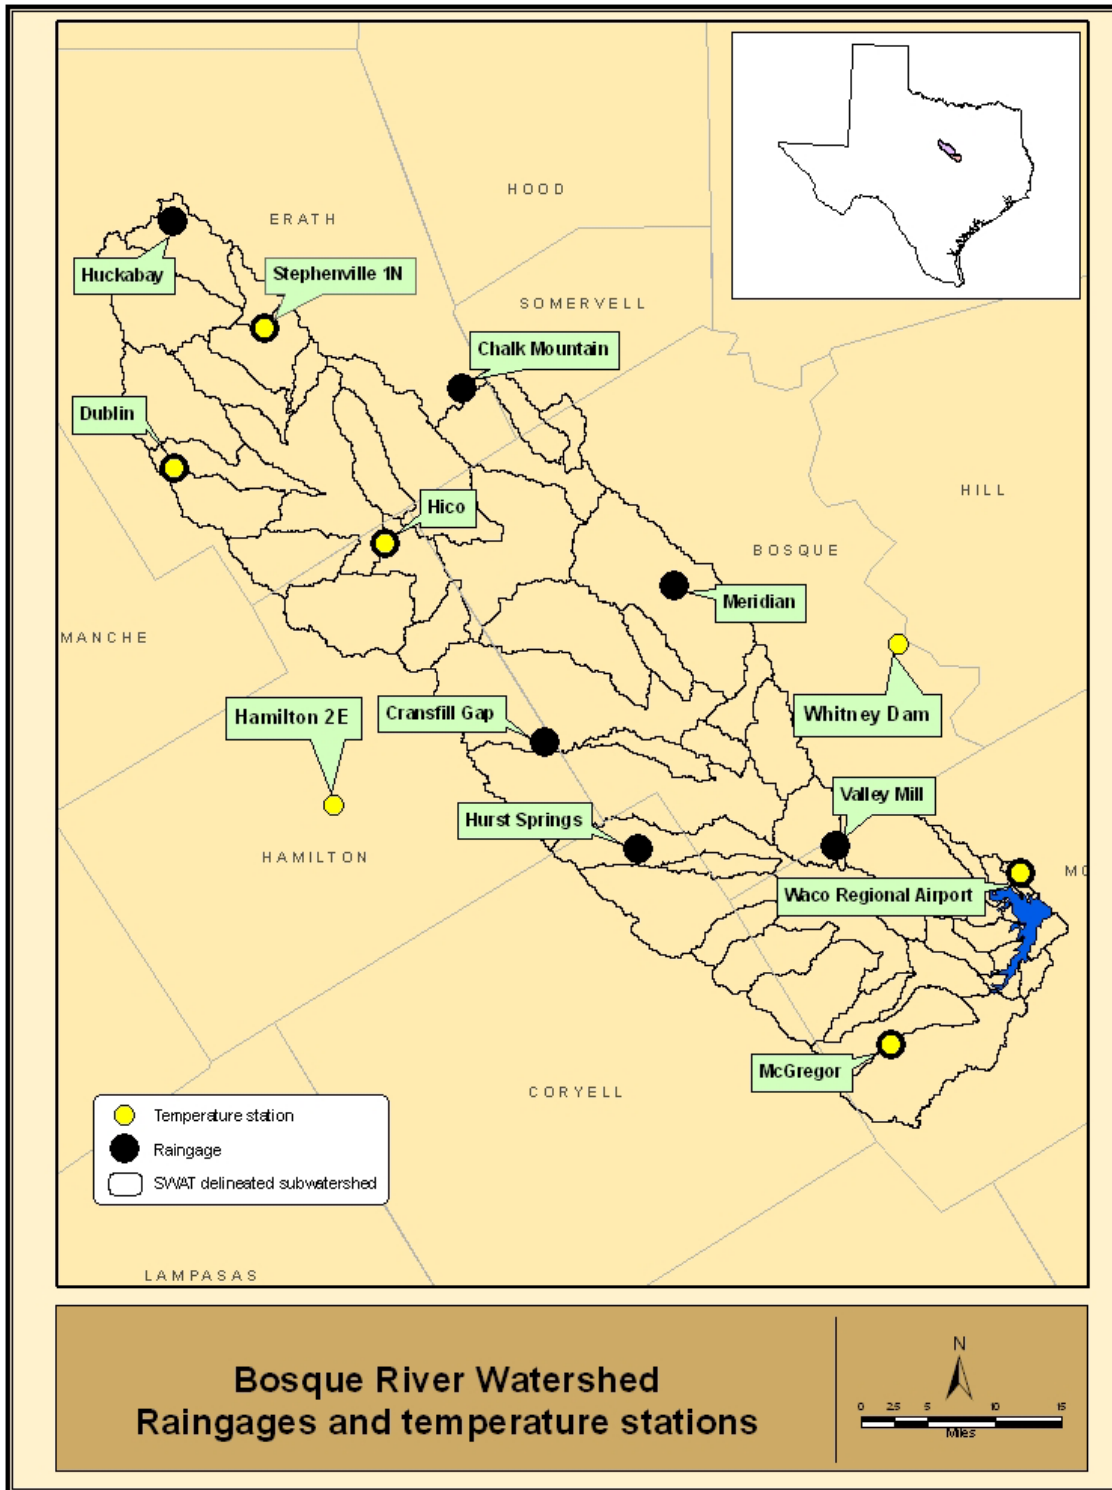 HOOD
ERATH
Huckabay
Stephenville 1N
SOMERVELL
Chalk Mountain
Dublin
HILL
Hico
BOSQUE
Meridian
MANCHE
Hamilton 2E
Cransfill Gap
Whitney Dam
Valley Mill
Hurst Springs
HAMILTON
MC
Waco Regional Airport
McGregor
CORYELL
Temperature station
Raingage
SWAT delineated subwatershed
LAMPASAS
Bosque River Watershed
Raingages and temperature stations
N
0 2.5 5 10 15
Miles